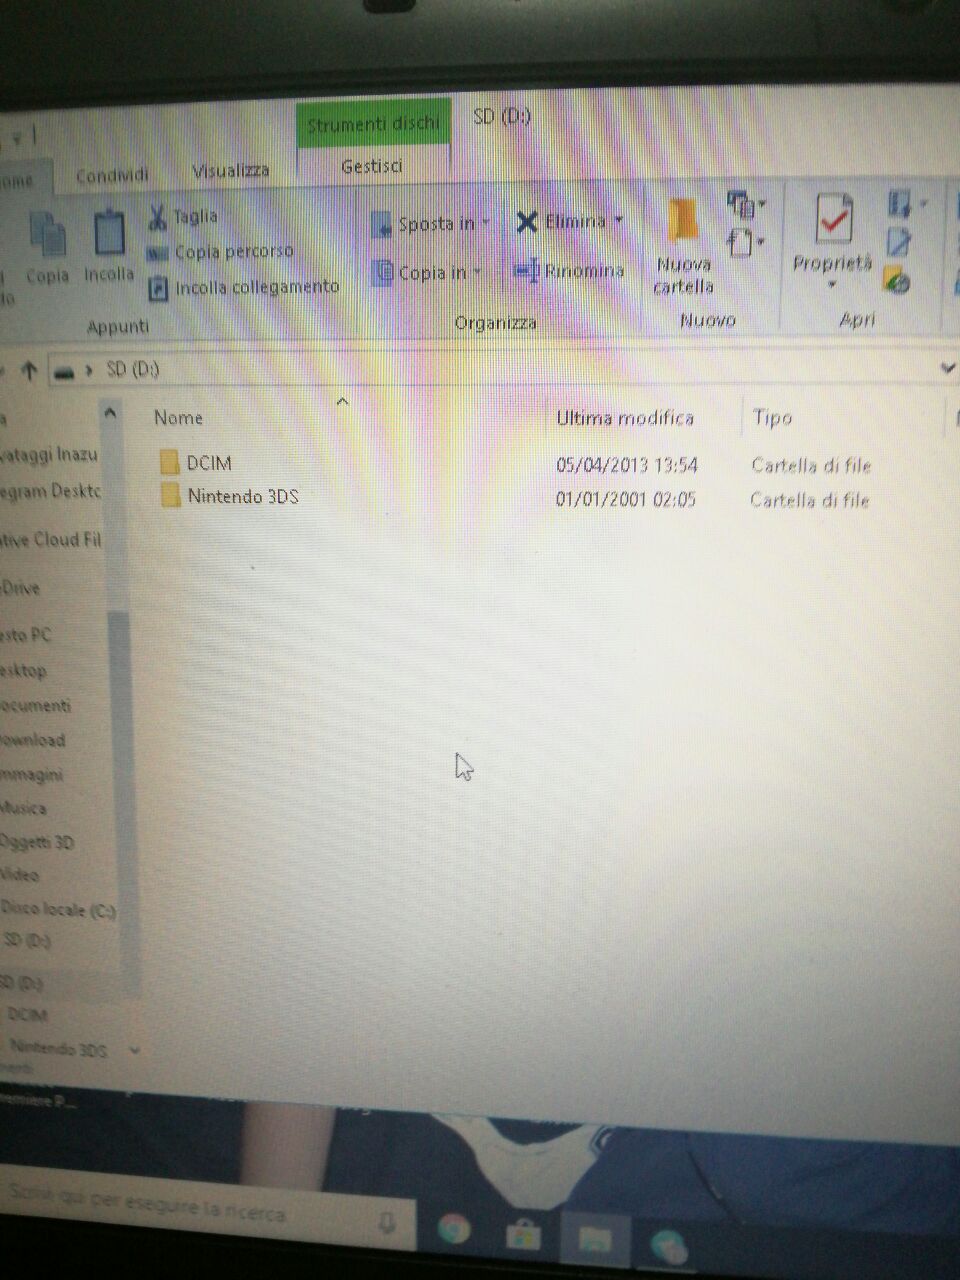 Strumenti dischi
SD (D:)
Condividi
Visualizza
Gestisci
Copia
Incolla
Taglia
Copia percorso
Incolla collegamento
Appunti
Sposta in
Copia in
Elimina
Rinomina
Organizza
Nuova
cartella
Nuovo
Proprietà
Apri
SD (D:)
Nome
Ultima modifica
Tipo
DCIM
05/04/2013 13:54
Cartella di file
Nintendo 3DS
01/01/2001 02:05
Cartella di file
vataggi Inazu
egram Deskto
tive Cloud Fil
Drive
esto PC
esktop
ocumenti
ownload
mmagini
Musica
Oggetti 3D
Video
Disco locale (C:)
SD (D:)
SD (D:)
DCIM
Nintendo 3DS
remiere P...
Scrivi qui per eseguire la ricerca